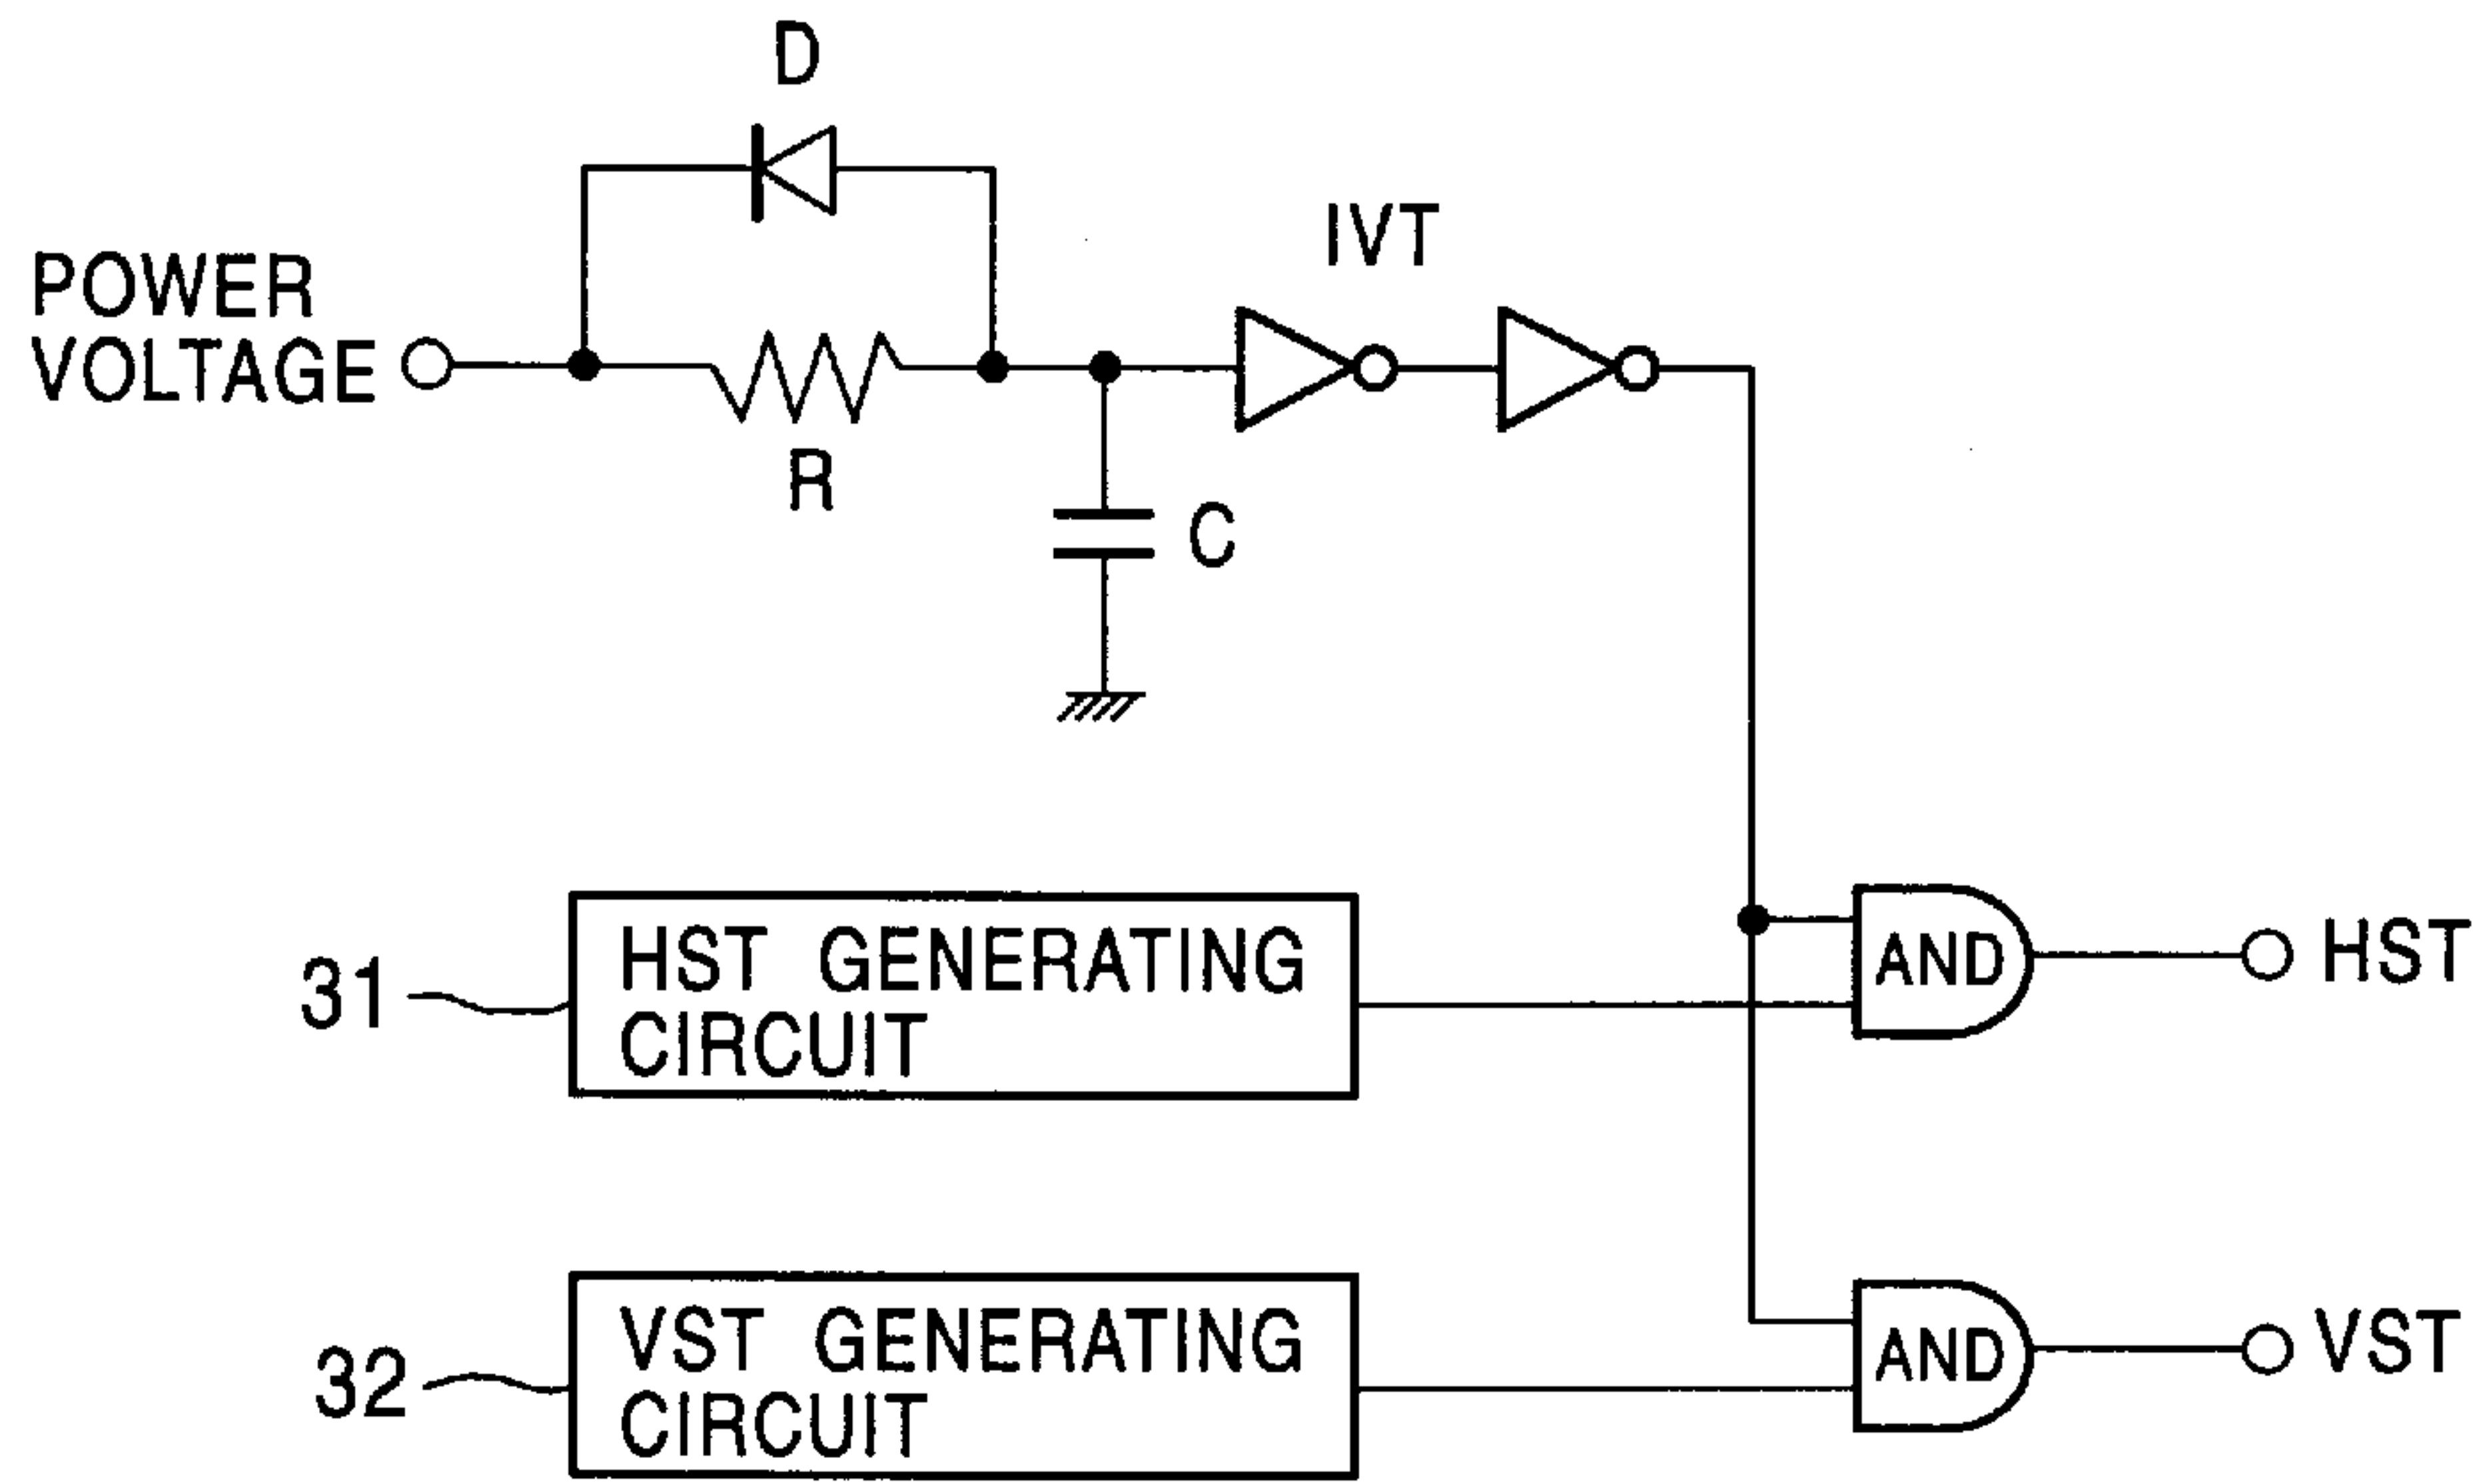 D
IVT
POWER
VOLTAGE
R
C
31
HST GENERATING
CIRCUIT
AND
HST
32
VST GENERATING
CIRCUIT
AND
VST